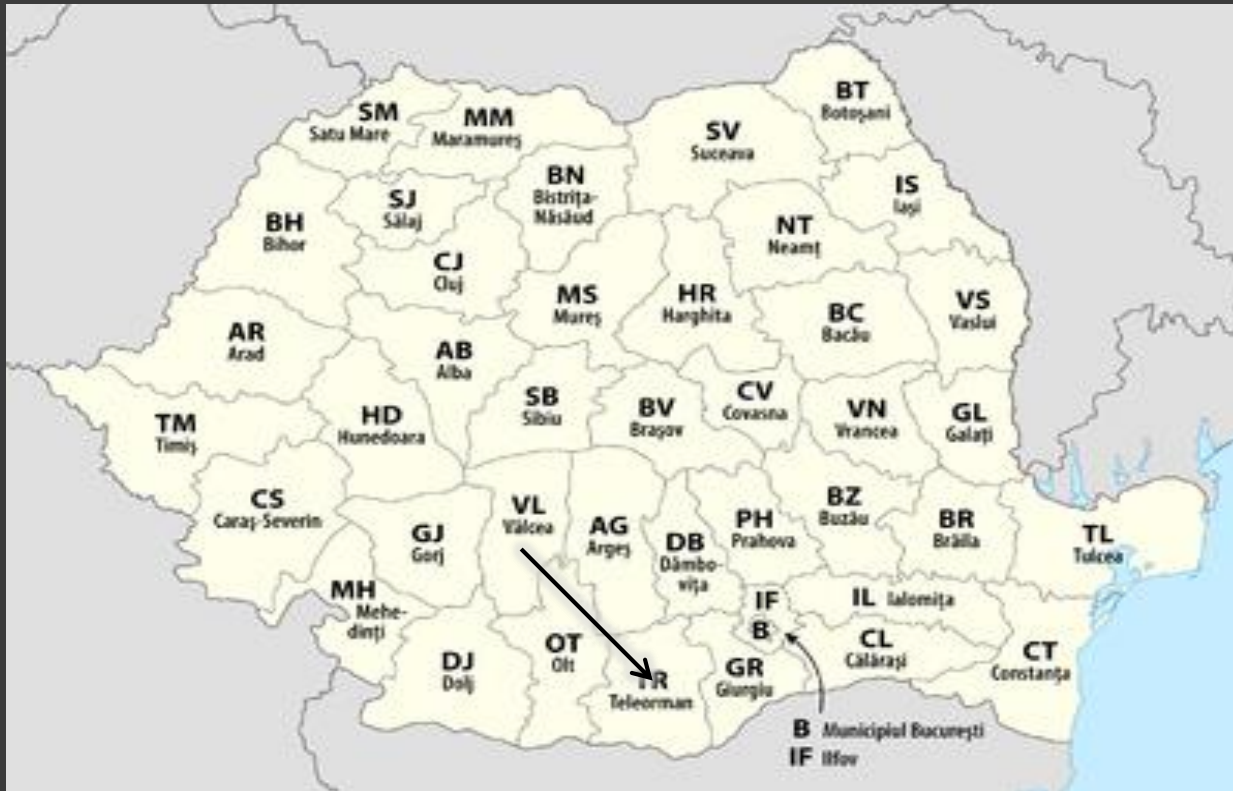 SM
Satu Mare
MM
Maramureș
BT
Botoșani
SV
Suceava
BN
Bistrița-
Năsăud
IS
Iași
SJ
Sălaj
BH
Bihor
NT
Neamț
CJ
Cluj
MS
Mureș
HR
Harghita
VS
Vaslui
BC
Bacău
AR
Arad
AB
Alba
SB
Sibiu
CV
Covasna
BV
Brașov
VN
Vrancea
GL
Galați
HD
Hunedoara
TM
Timiș
CS
Caraș-Severin
VL
Vâlcea
BZ
Buzău
AG
Argeș
PH
Prahova
BR
Brăila
GJ
Gorj
DB
Dâmbo-
vița
TL
Tulcea
MH
Mehe-
dinți
IF
IL Ialomița
B
OT
Olt
CL
Călărași
CT
Constanța
DJ
Dolj
TR
Teleorman
GR
Giurgiu
B Municipiul București
IF Ilfov